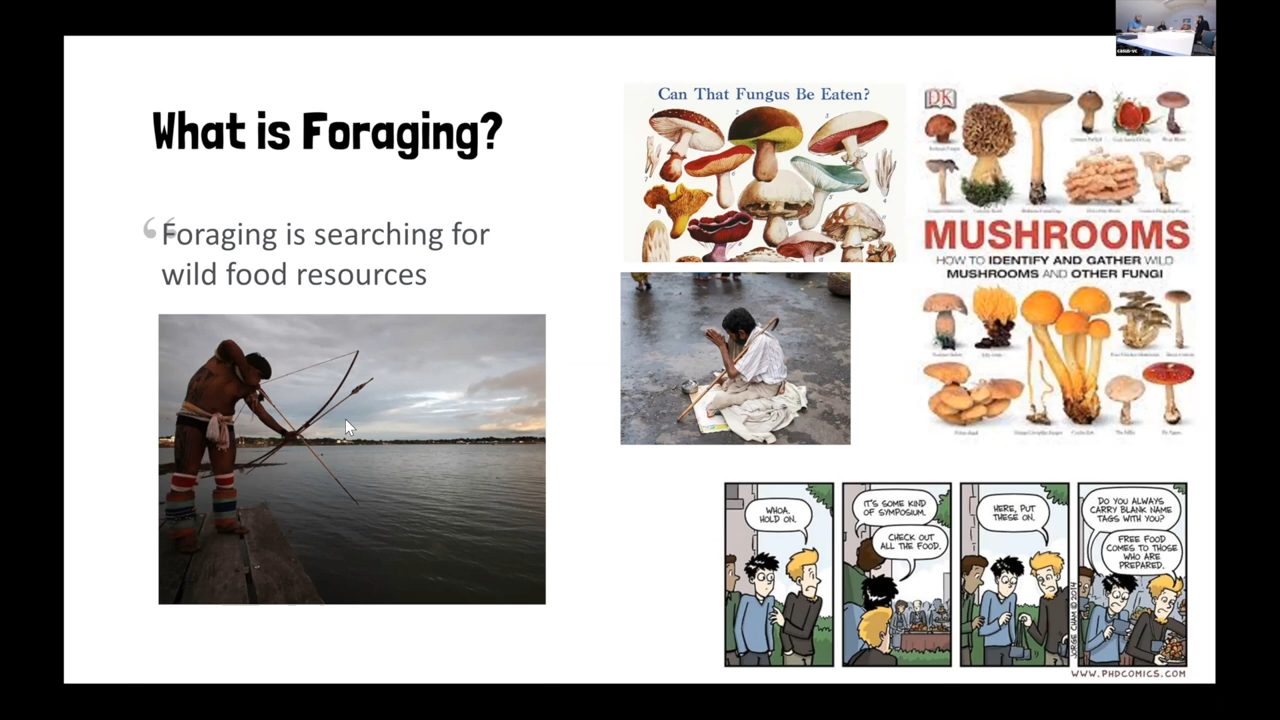 What is Foraging?
“
Foraging is searching for
wild food resources
Can That Fungus Be Eaten?
DK
MUSHROOMS
HOW TO IDENTIFY AND GATHER WILD
MUSHROOMS AND OTHER FUNGI
WHOA.
HOLD ON.
IT'S SOME KIND
OF SYMPOSIUM.
CHECK OUT
ALL THE FOOD.
HERE, PUT
THESE ON.
DO YOU ALWAYS
CARRY BLANK NAME
TAGS WITH YOU?
FREE FOOD
COMES TO THOSE
WHO ARE
PREPARED.
JORGE CHAM © 2014
WWW.PHDCOMICS.COM